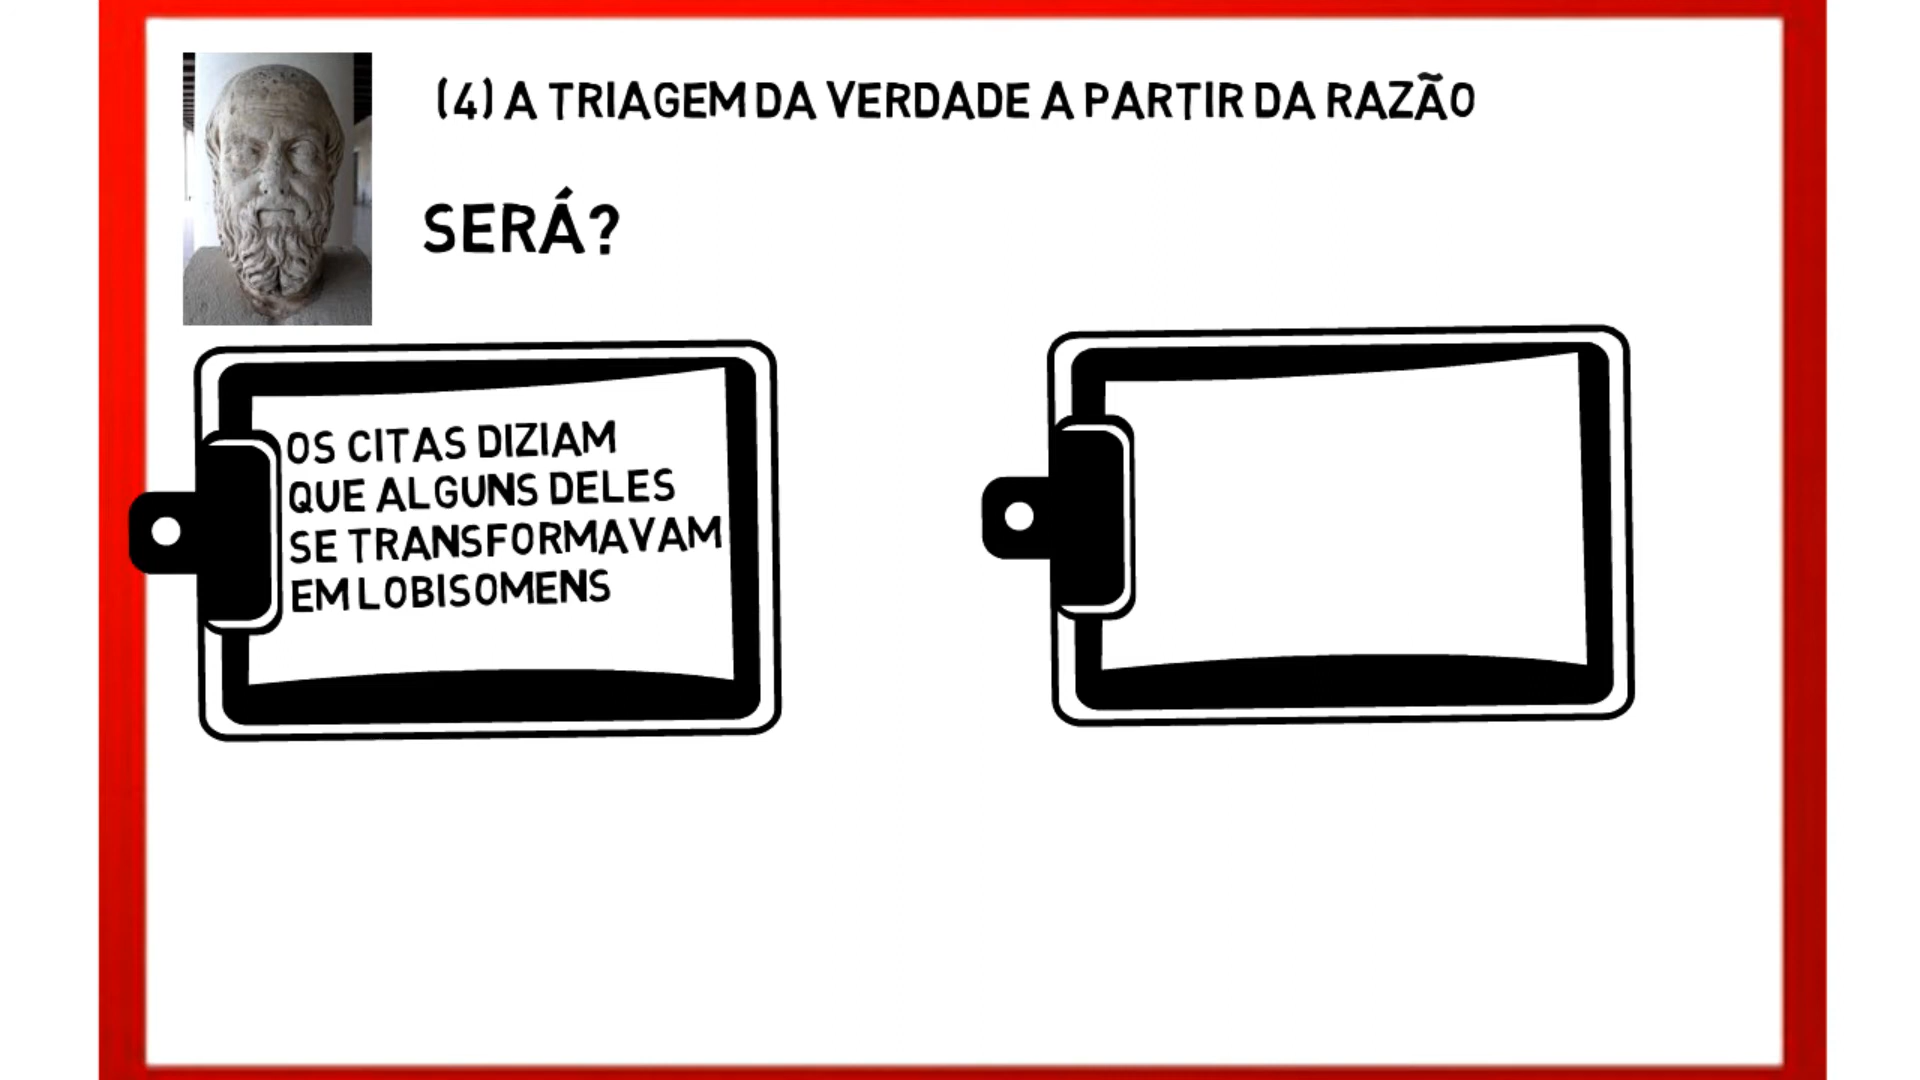 (4) A TRIAGEM DA VERDADE A PARTIR DA RAZÃO
SERÁ?
OS CITAS DIZIAM
QUE ALGUNS DELES
SE TRANSFORMAVAM
EM LOBISOMENS